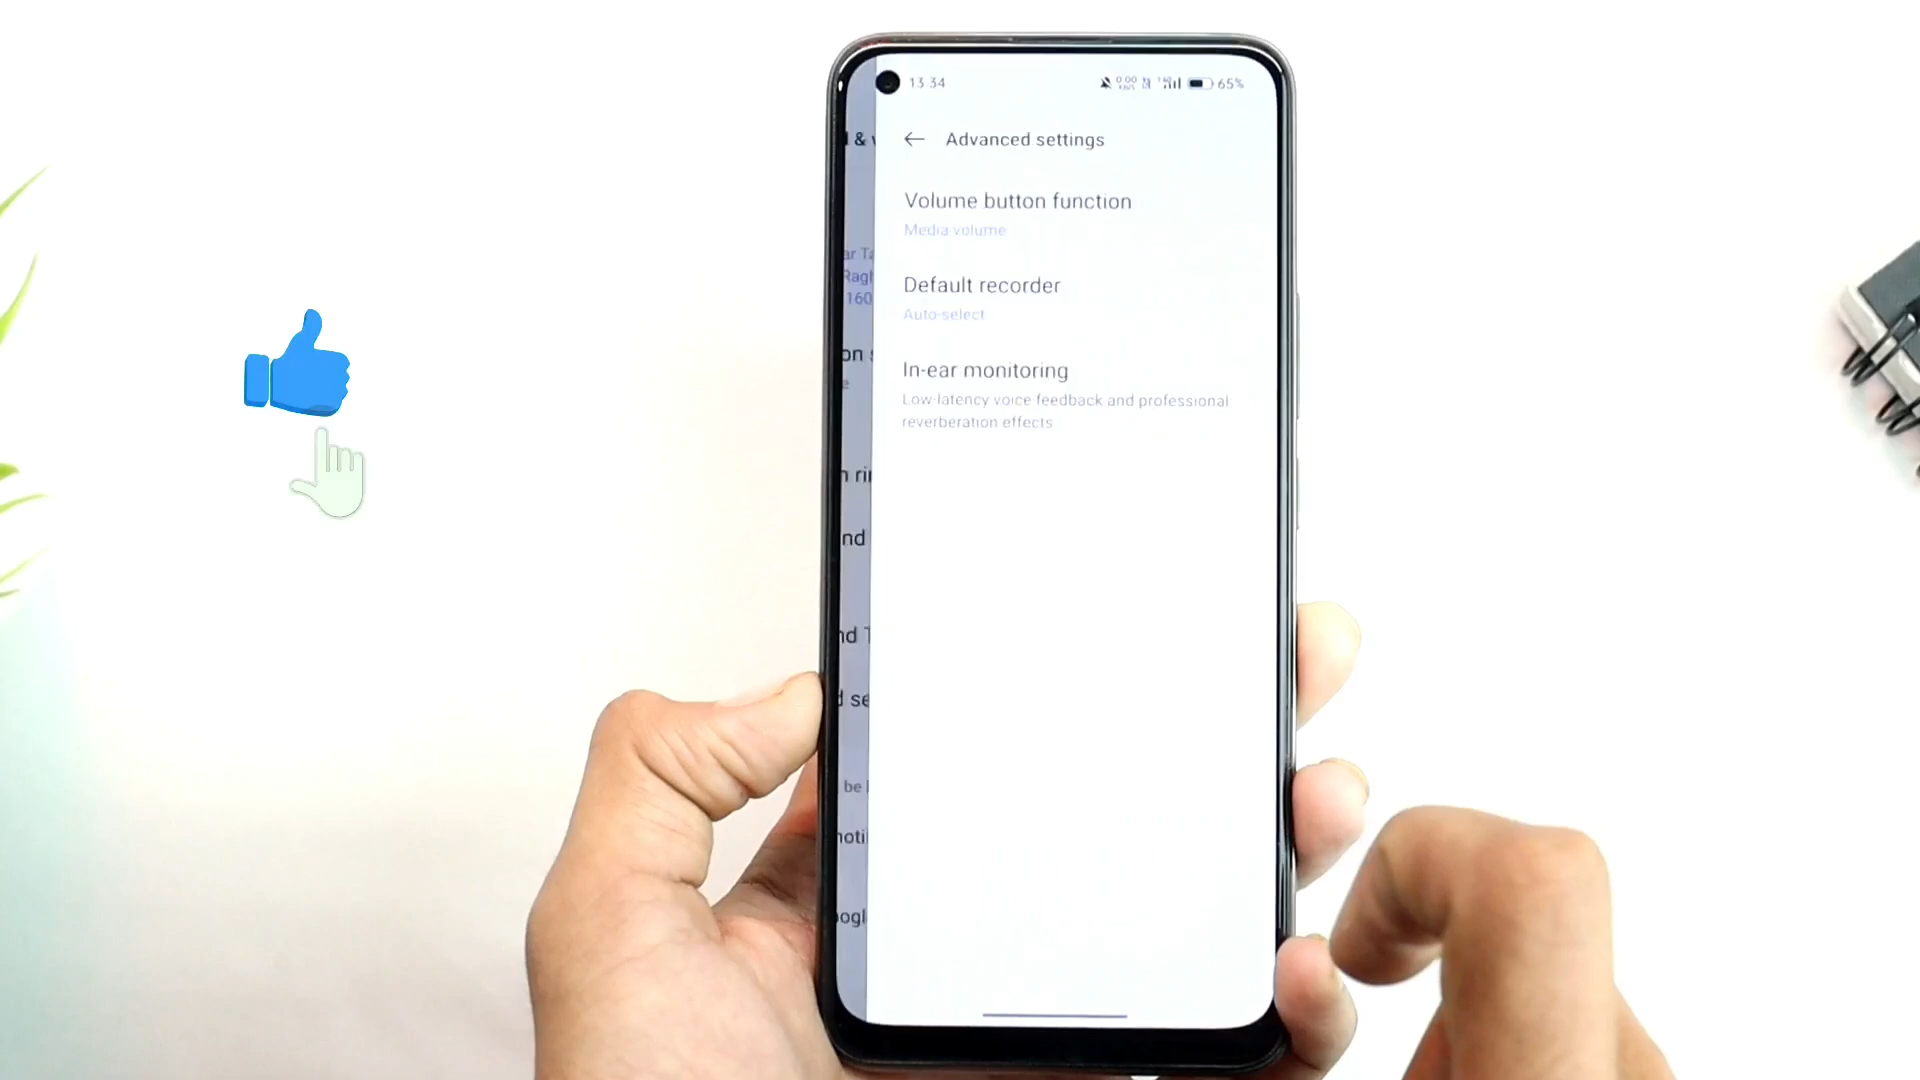 13 34
65%
Advanced settings
Volume button function
Media volume
Default recorder
Auto-select
In-ear monitoring
Low-latency voice feedback and professional
reverberation effects